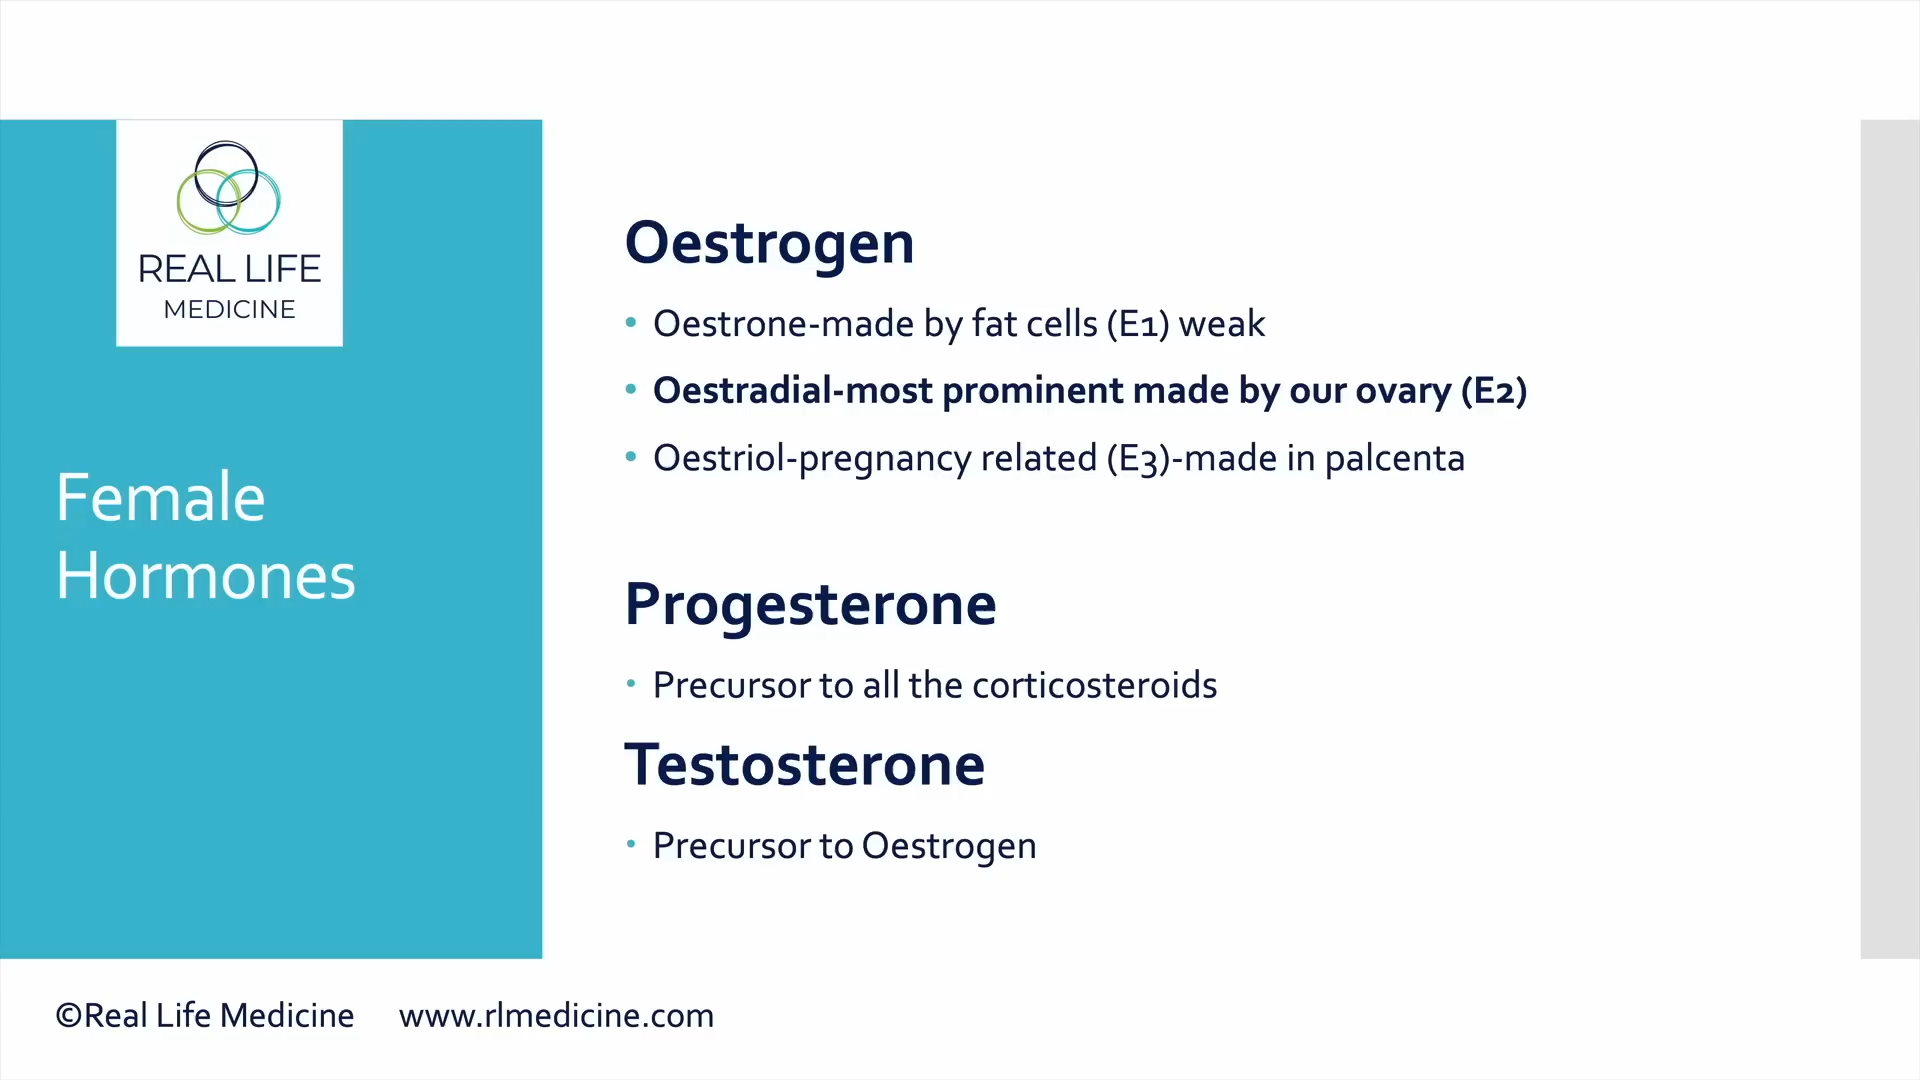 REAL LIFE
MEDICINE
Female
Hormones
Oestrogen
• Oestrone-made by fat cells (E1) weak
• Oestradial-most prominent made by our ovary (E2)
• Oestriol-pregnancy related (E3)-made in palcenta
Progesterone
• Precursor to all the corticosteroids
Testosterone
• Precursor to Oestrogen
©Real Life Medicine www.rlmedicine.com